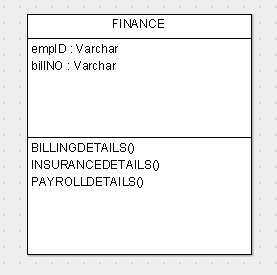 FINANCE
empID : Varchar
billNO : Varchar
BILLINGDETAILS()
INSURANCEDETAILS()
PAYROLLDETAILS()